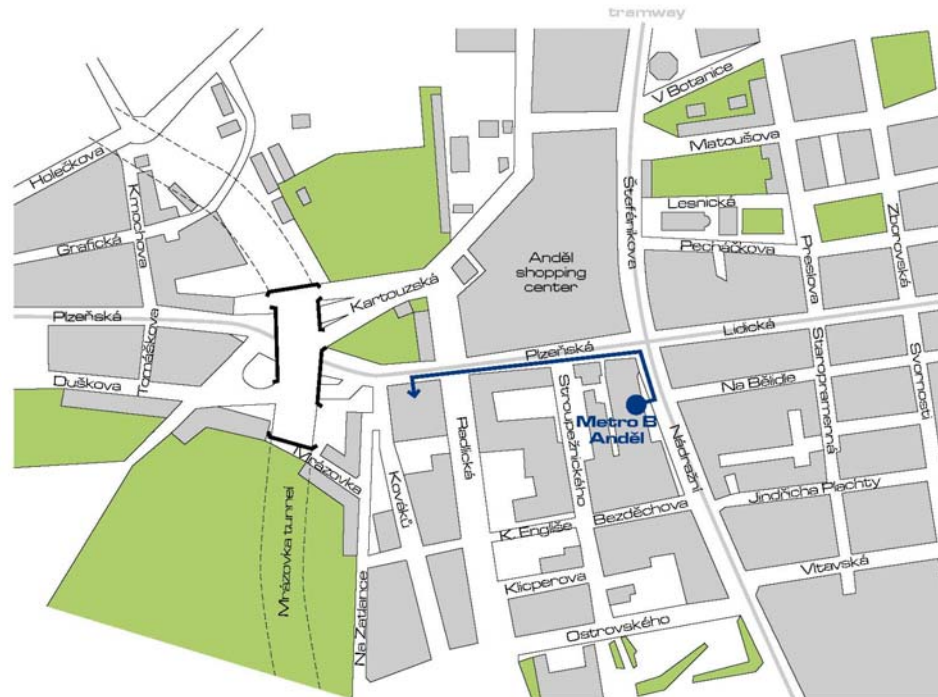 tramway
V Botanice
Matoušova
Holečkova
Kmochova
Grafická
Štefánikova
Lesnická
Pecháčkova
Preslova
Zborovská
Anděl
shopping
center
Kartouzská
Plzeňská
Lidická
Plzeňská
Tomáškova
Duškova
Staropramenná
Svornosti
Na Bělidle
Stroupežnického
Metro B
Anděl
Nádražní
Radlická
Mrázovka
Kováků
Jindřicha Plachty
Bezděchova
K. Engliše
Mrázovka tunnel
Vltavská
Klicperova
Na Zatlance
Ostrovského